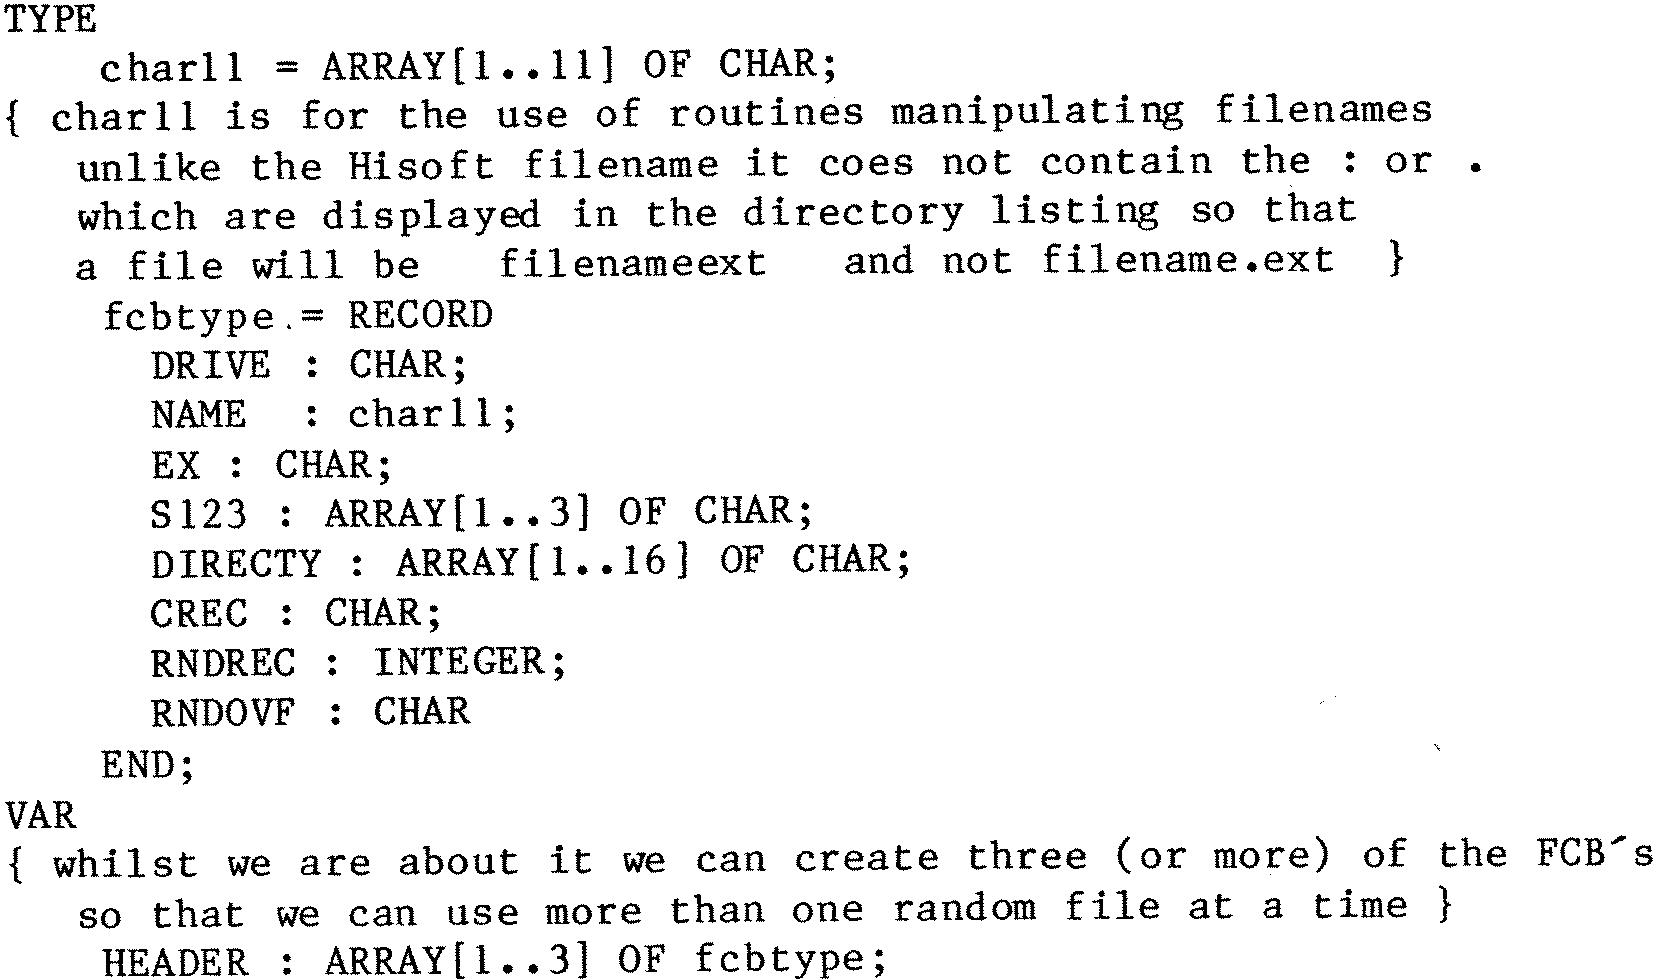 TYPE
    char11 = ARRAY[1..11] OF CHAR;
{ char11 is for the use of routines manipulating filenames
   unlike the Hisoft filename it coes not contain the : or .
   which are displayed in the directory listing so that
   a file will be   filenameext   and not filename.ext  }
    fcbtype = RECORD
      DRIVE : CHAR;
      NAME  : char11;
      EX : CHAR;
      S123 : ARRAY[1..3] OF CHAR;
      DIRECTY : ARRAY[1..16] OF CHAR;
      CREC : CHAR;
      RNDREC : INTEGER;
      RNDOVF : CHAR
    END;
VAR
{ whilst we are about it we can create three (or more) of the FCB´s
   so that we can use more than one random file at a time }
    HEADER : ARRAY[1..3] OF fcbtype;